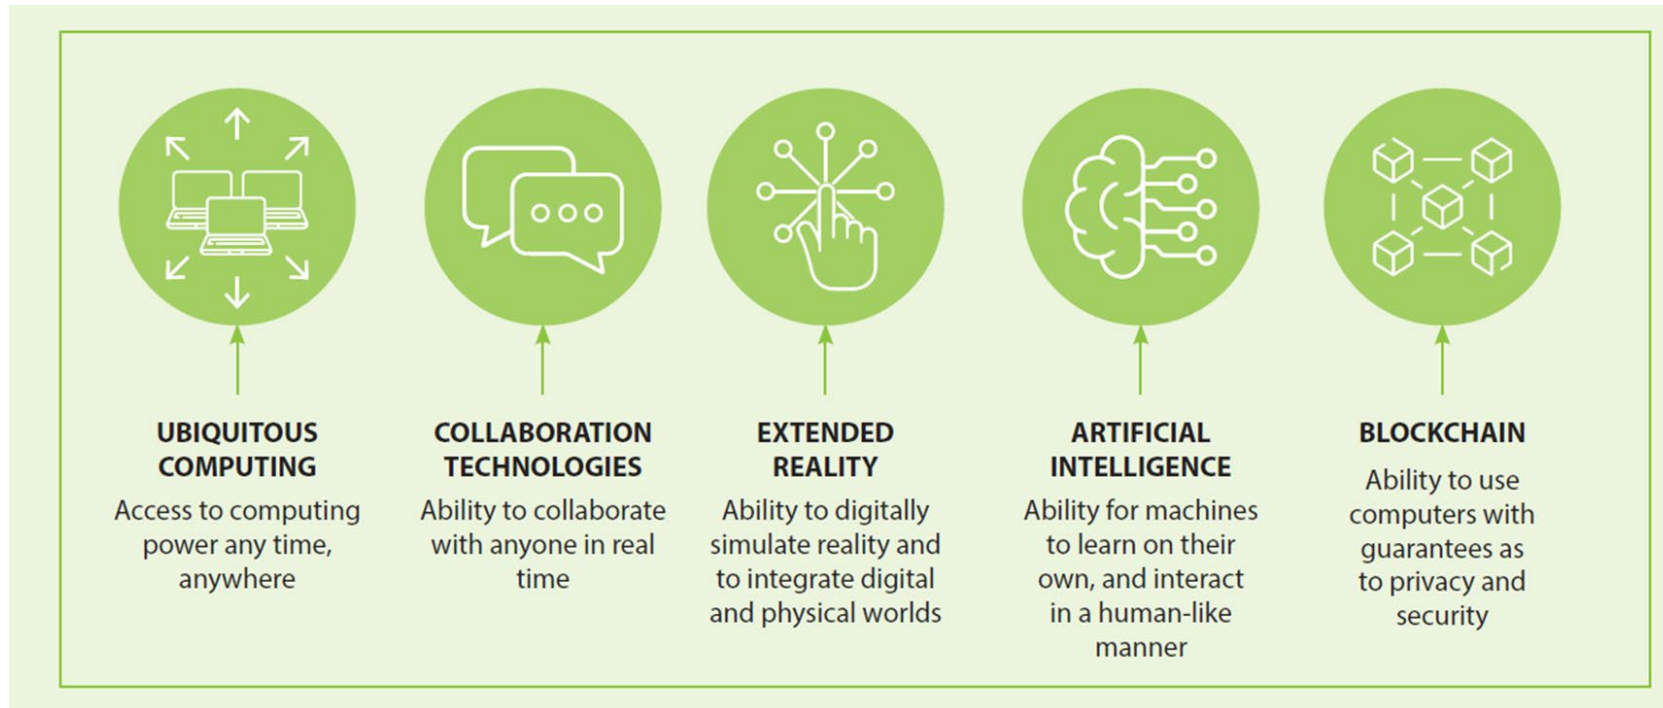 UBIQUITOUS
COMPUTING
Access to computing
power any time,
anywhere
COLLABORATION
TECHNOLOGIES
Ability to collaborate
with anyone in real
time
EXTENDED
REALITY
Ability to digitally
simulate reality and
to integrate digital
and physical worlds
ARTIFICIAL
INTELLIGENCE
Ability for machines
to learn on their
own, and interact
in a human-like
manner
BLOCKCHAIN
Ability to use
computers with
guarantees as
to privacy and
security